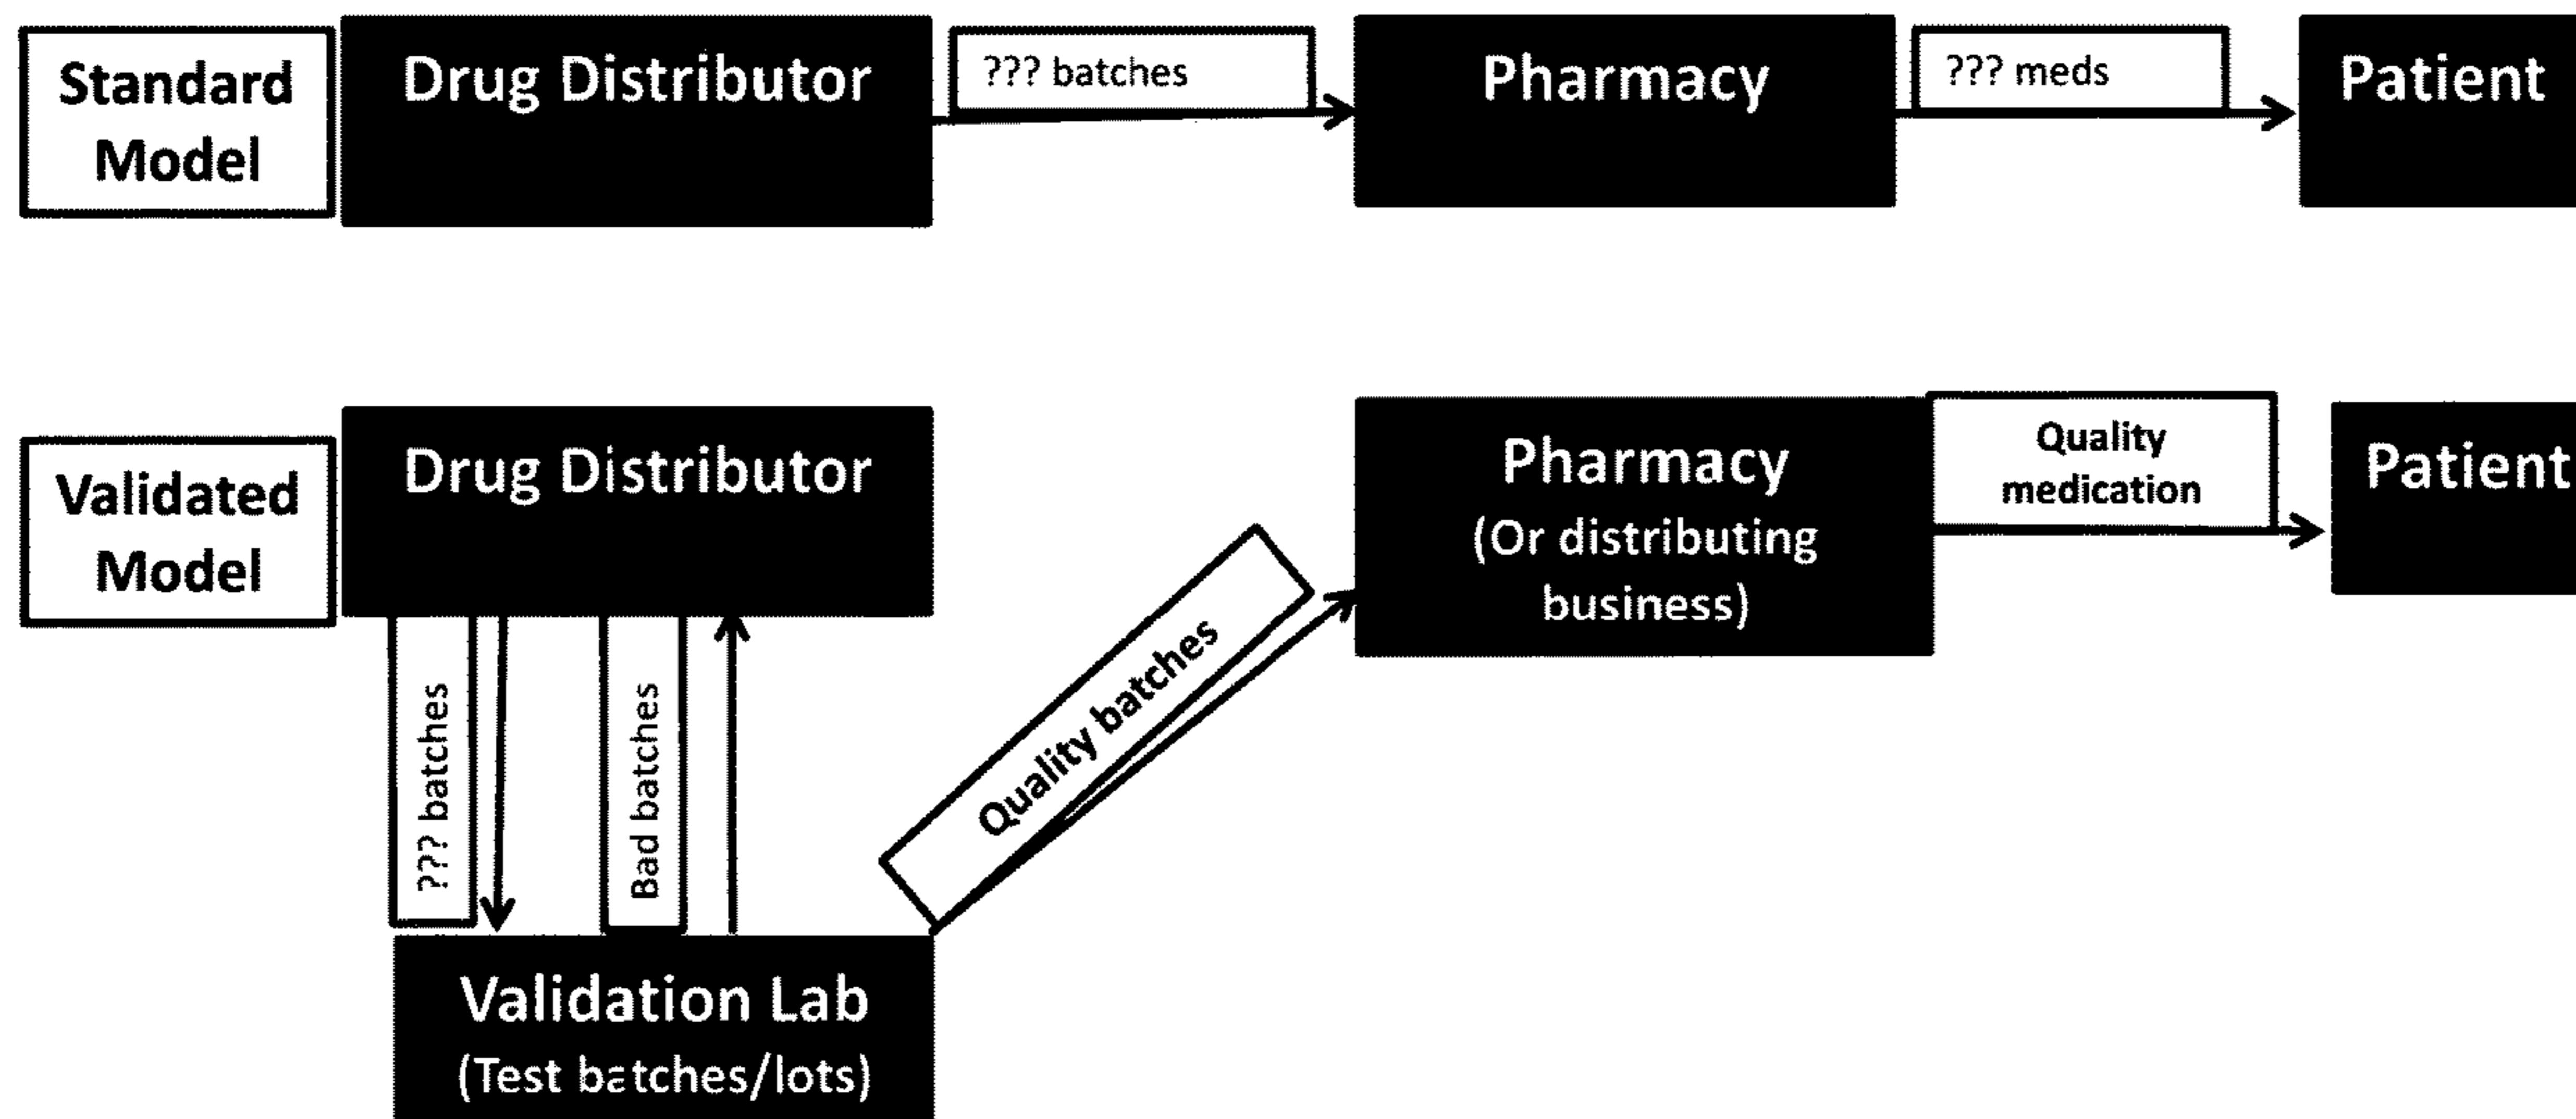 Standard
Model
Drug Distributor
??? batches
Pharmacy
??? meds
Patient
Validated
Model
Drug Distributor
??? batches
Bad batches
Validation Lab
(Test batches/lots)
Quality batches
Pharmacy
(Or distributing
business)
Quality
medication
Patient